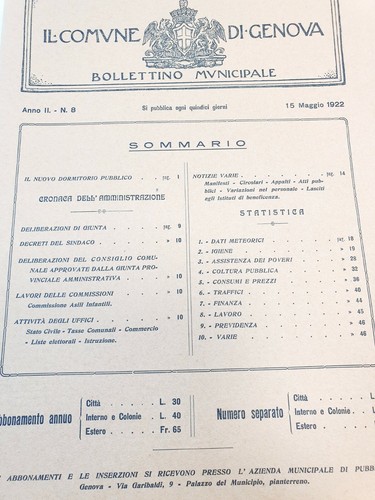 IL·COMVNE DI·GENOVA
BOLLETTINO MVNICIPALE
Anno II. - N. 8
Si pubblica ogni quindici giorni
15 Maggio 1922
SOMMARIO
IL NUOVO DORMITORIO PUBBLICO . . pag. 1
CRONACA DELL'AMMINISTRAZIONE
DELIBERAZIONI DI GIUNTA . . . . pag. 9
DECRETI DEL SINDACO . . . . . » 10
DELIBERAZIONI DEL CONSIGLIO COMU-
NALE APPROVATE DALLA GIUNTA PRO-
VINCIALE AMMINISTRATIVA . . . . » 10
LAVORI DELLE COMMISSIONI . . . . » 10
Commissione Asili Infantili.
ATTIVITÀ DEGLI UFFICI . . . . . » 10
Stato Civile - Tasse Comunali - Commercio
- Liste elettorali - Istruzione.
NOTIZIE VARIE . . . . . . . pag. 14
Manifesti - Circolari - Appalti - Atti pub-
blici - Variazioni nel personale - Lasciti
agli Istituti di beneficenza.
STATISTICA
1. - DATI METEORICI . . . . . pag. 18
2. - IGIENE . . . . . . . . » 19
3. - ASSISTENZA DEI POVERI . . . » 26
4. - COLTURA PUBBLICA . . . . » 32
5. - CONSUMI E PREZZI . . . . » 36
6. - TRAFFICI . . . . . . . » 40
7. - FINANZA . . . . . . . » 44
8. - LAVORO . . . . . . . » 45
9. - PREVIDENZA . . . . . . » 46
10. - VARIE . . . . . . . . » 46
bbonamento annuo
Città . . . . . L. 30
Interno e Colonie . L. 40
Estero . . . . . Fr. 65
Numero separato
Città . . . . . L.
Interno e Colonie . L.
Estero . . . . .
ABBONAMENTI E LE INSERZIONI SI RICEVONO PRESSO L'AZIENDA MUNICIPALE DI PUBB
Genova - Via Garibaldi, 9 - Palazzo del Municipio, pianterreno.